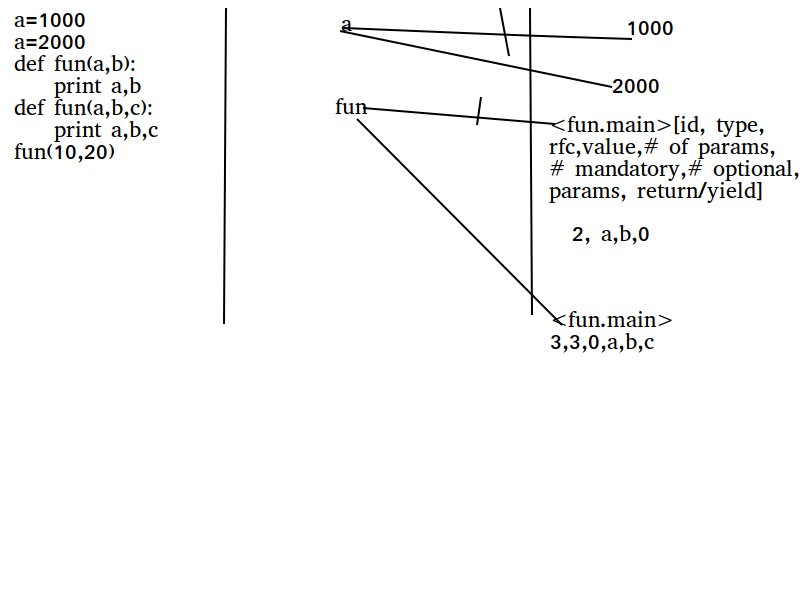 a=1000
a=2000
def fun(a,b):
    print a,b
def fun(a,b,c):
    print a,b,c
fun(10,20)
a
1000
2000
fun
<fun.main>[id, type,
rfc,value,# of params,
# mandatory,# optional,
params, return/yield]
2, a,b,0
<fun.main>
3,3,0,a,b,c